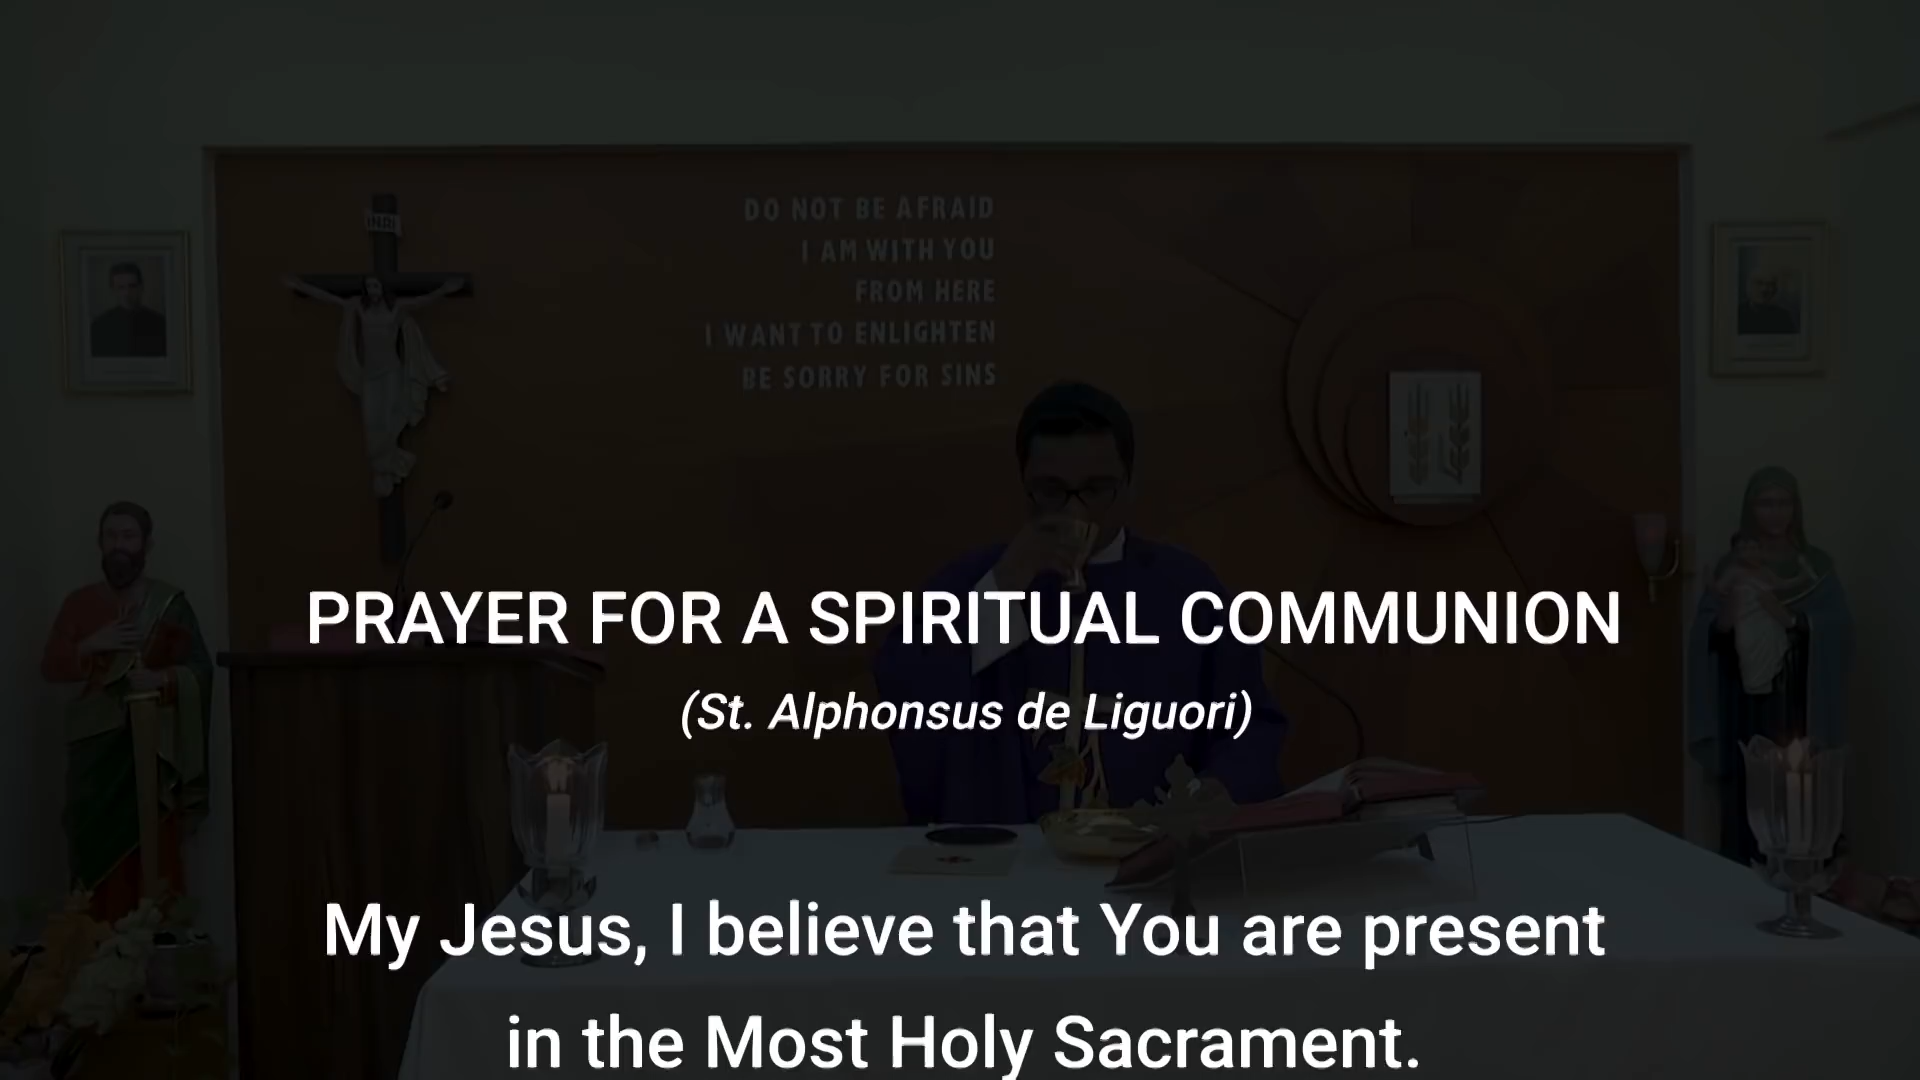 INRI
DO NOT BE AFRAID
I AM WITH YOU
FROM HERE
I WANT TO ENLIGHTEN
BE SORRY FOR SINS
PRAYER FOR A SPIRITUAL COMMUNION
(St. Alphonsus de Liguori)
My Jesus, I believe that You are present
in the Most Holy Sacrament.